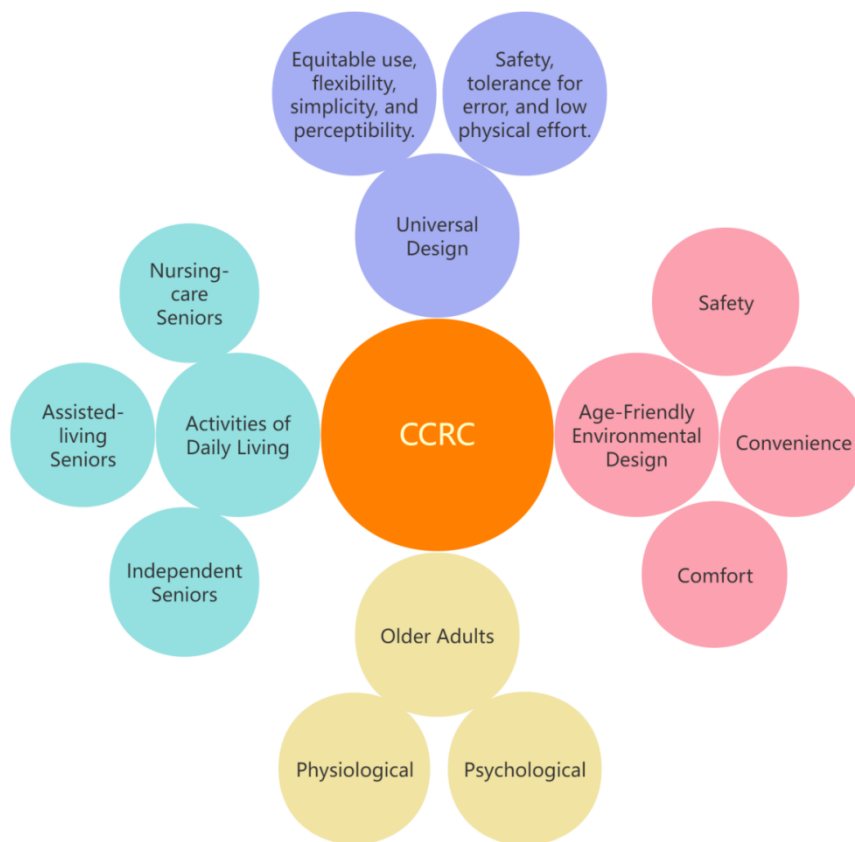 Equitable use,
flexibility,
simplicity, and
perceptibility.
Safety,
tolerance for
error, and low
physical effort.
Universal
Design
Nursing-
care
Seniors
Assisted-
living
Seniors
Activities of
Daily Living
Independent
Seniors
CCRC
Safety
Age-Friendly
Environmental
Design
Convenience
Comfort
Older Adults
Physiological
Psychological